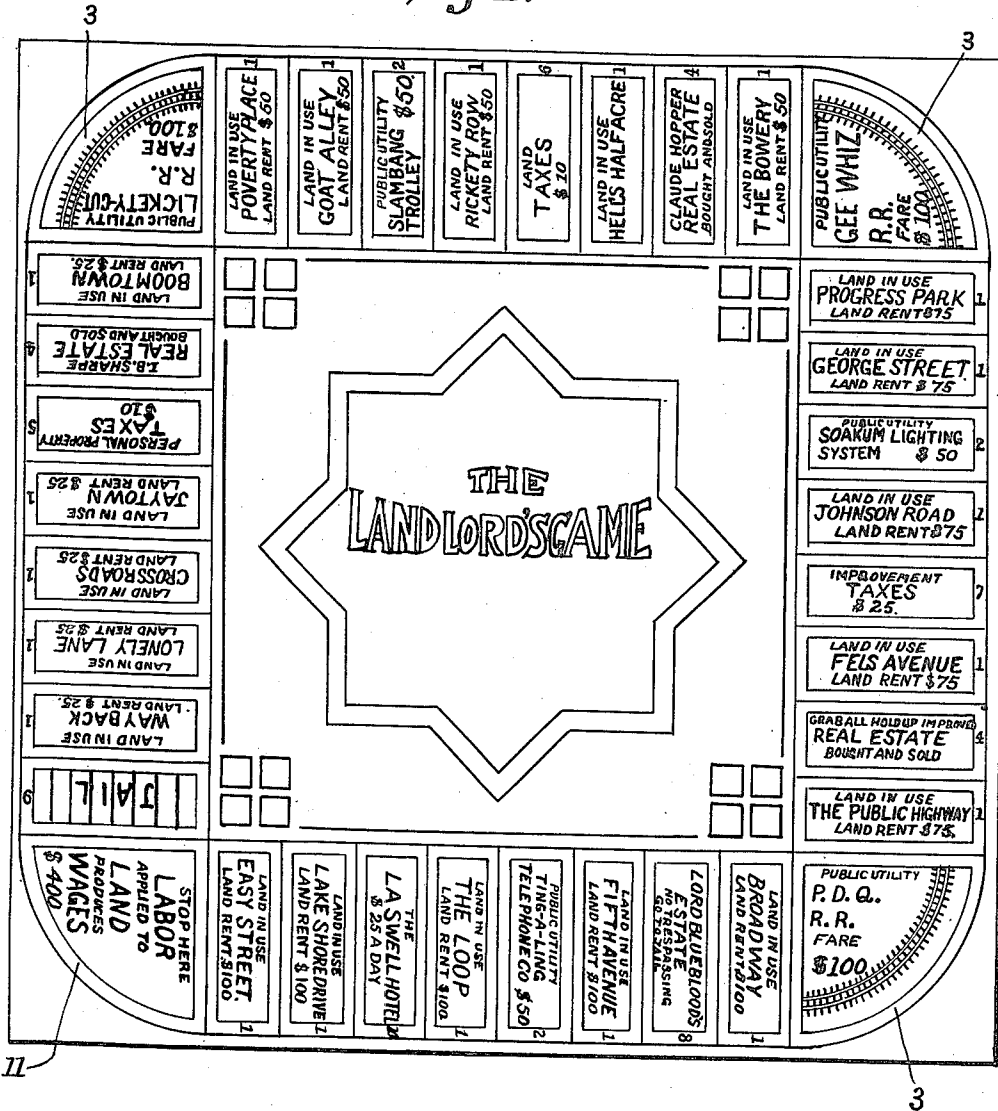 3
3
PUBLIC UTILITY
LICKETY-CUT
R.R.
FARE
$100.
1
LAND IN USE
POVERTY PLACE
LAND RENT $50
1
LAND IN USE
GOAT ALLEY
LAND RENT $50
2
PUBLIC UTILITY
SLAMBANG $50.
TROLLEY
1
LAND IN USE
RICKETY ROW
LAND RENT $50
6
LAND
TAXES
$10
1
LAND IN USE
HELL'S HALF ACRE
4
CLAUDE HOPPER
REAL ESTATE
BOUGHT AND SOLD
1
LAND IN USE
THE BOWERY
LAND RENT $50
PUBLIC UTILITY
GEE WHIZ
R.R.
FARE
$100
LAND IN USE
PROGRESS PARK
LAND RENT $75
1
LAND IN USE
GEORGE STREET
LAND RENT $75
1
PUBLIC UTILITY
SOAKUM LIGHTING
SYSTEM $50
2
LAND IN USE
JOHNSON ROAD
LAND RENT $75
1
IMPROVEMENT
TAXES
$25.
7
LAND IN USE
FELS AVENUE
LAND RENT $75
1
GRABALL HOLDUP IMPROVED
REAL ESTATE
BOUGHT AND SOLD
4
LAND IN USE
THE PUBLIC HIGHWAY
LAND RENT $75.
1
PUBLIC UTILITY
P.D.Q.
R.R.
FARE
$100
3
LAND IN USE
BROADWAY
LAND RENT $100
1
LORD BLUEBLOOD'S
ESTATE
NO TRESPASSING
GO TO JAIL
8
LAND IN USE
FIFTH AVENUE
LAND RENT $100
1
PUBLIC UTILITY
TING-A-LING
TELEPHONE CO $50
2
LAND IN USE
THE LOOP
LAND RENT $100
1
THE
LASWELL HOTEL
$25 A DAY
LAND IN USE
LAKE SHORE DRIVE
LAND RENT $100
1
LAND IN USE
EASY STREET
LAND RENT $100
1
STOP HERE
LABOR
APPLIED TO
LAND
PRODUCES
WAGES
$400
11
JAIL
9
LAND IN USE
WAYBACK
LAND RENT $25.
1
LAND IN USE
LONELY LANE
LAND RENT $25
1
LAND IN USE
CROSSROADS
LAND RENT $25
1
LAND IN USE
JAYTOWN
LAND RENT $25
1
PERSONAL PROPERTY
TAXES
$10
5
I.B. SHARPE
REAL ESTATE
BOUGHT AND SOLD
4
LAND IN USE
BOOMTOWN
LAND RENT $25.
1
THE
LANDLORD'S GAME